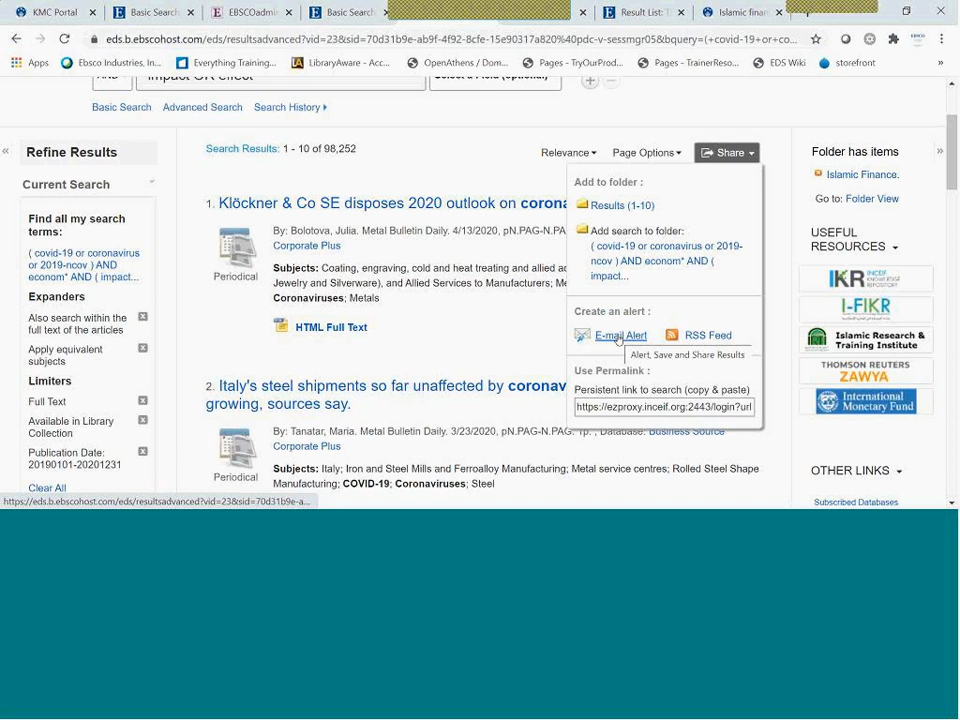 KMC Portal
Basic Search
EBSCOadmin
Basic Search
Result List:
Islamic finan
eds.b.ebscohost.com/eds/resultsadvanced?vid=23&sid=70d31b9e-ab9f-4f92-8cfe-15e90317a820%40pdc-v-sessmgr05&bquery=(+covid-19+or+co...
Apps
Ebsco Industries, In...
Everything Training...
LibraryAware - Acc...
OpenAthens / Dom...
Pages - TryOurProd...
Pages - TrainerReso...
EDS Wiki
storefront
»
AND
impact OR effect
Select a Field (optional)
Basic Search Advanced Search Search History
Refine Results
Current Search
Find all my search
terms:
( covid-19 or coronavirus
or 2019-ncov ) AND
econom* AND ( impact...
Expanders
Also search within the
full text of the articles
Apply equivalent
subjects
Limiters
Full Text
Available in Library
Collection
Publication Date:
20190101-20201231
Clear All
Search Results: 1 - 10 of 98,252
Relevance Page Options Share
1. Klöckner & Co SE disposes 2020 outlook on corona
By: Bolotova, Julia. Metal Bulletin Daily. 4/13/2020, pN.PAG-N.PA
Corporate Plus
Periodical
Subjects: Coating, engraving, cold and heat treating and allied ac
Jewelry and Silverware), and Allied Services to Manufacturers; Me
Coronaviruses; Metals
HTML Full Text
2. Italy's steel shipments so far unaffected by coronav
growing, sources say.
By: Tanatar, Maria. Metal Bulletin Daily. 3/23/2020, pN.PAG-N.PAG. 1p. , Database: Business Source
Corporate Plus
Periodical
Subjects: Italy; Iron and Steel Mills and Ferroalloy Manufacturing; Metal service centres; Rolled Steel Shape
Manufacturing; COVID-19; Coronaviruses; Steel
Add to folder :
Results (1-10)
Add search to folder:
( covid-19 or coronavirus or 2019-
ncov ) AND econom* AND (
impact...
Create an alert :
E-mail Alert RSS Feed
Alert, Save and Share Results
Use Permalink :
Persistent link to search (copy & paste)
https://ezproxy.inceif.org:2443/login?url
Folder has items
Islamic Finance.
Go to: Folder View
USEFUL
RESOURCES
IKR INCEIF KNOWLEDGE REPOSITORY
I-FIKR
Islamic Research &
Training Institute
THOMSON REUTERS
ZAWYA
International
Monetary Fund
OTHER LINKS
Subscribed Databases
https://eds.b.ebscohost.com/eds/resultsadvanced?vid=23&sid=70d31b9e-a...